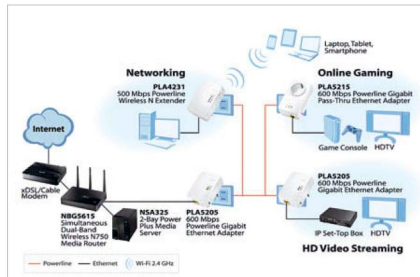 Laptop, Tablet,
Smartphone
Networking
PLA4231
500 Mbps Powerline
Wireless N Extender
Online Gaming
PLA5215
600 Mbps Powerline Gigabit
Pass-Thru Ethernet Adapter
Internet
Game Console
HDTV
xDSL/Cable
Modem
NBG5615
Simultaneous
Dual-Band
Wireless N750
Media Router
NSA325
2-Bay Power
Plus Media
Server
PLA5205
600 Mbps
Powerline Gigabit
Ethernet Adapter
PLA5205
600 Mbps Powerline
Gigabit Ethernet Adapter
IP Set-Top Box
HDTV
HD Video Streaming
Powerline
Ethernet
Wi-Fi 2.4 GHz